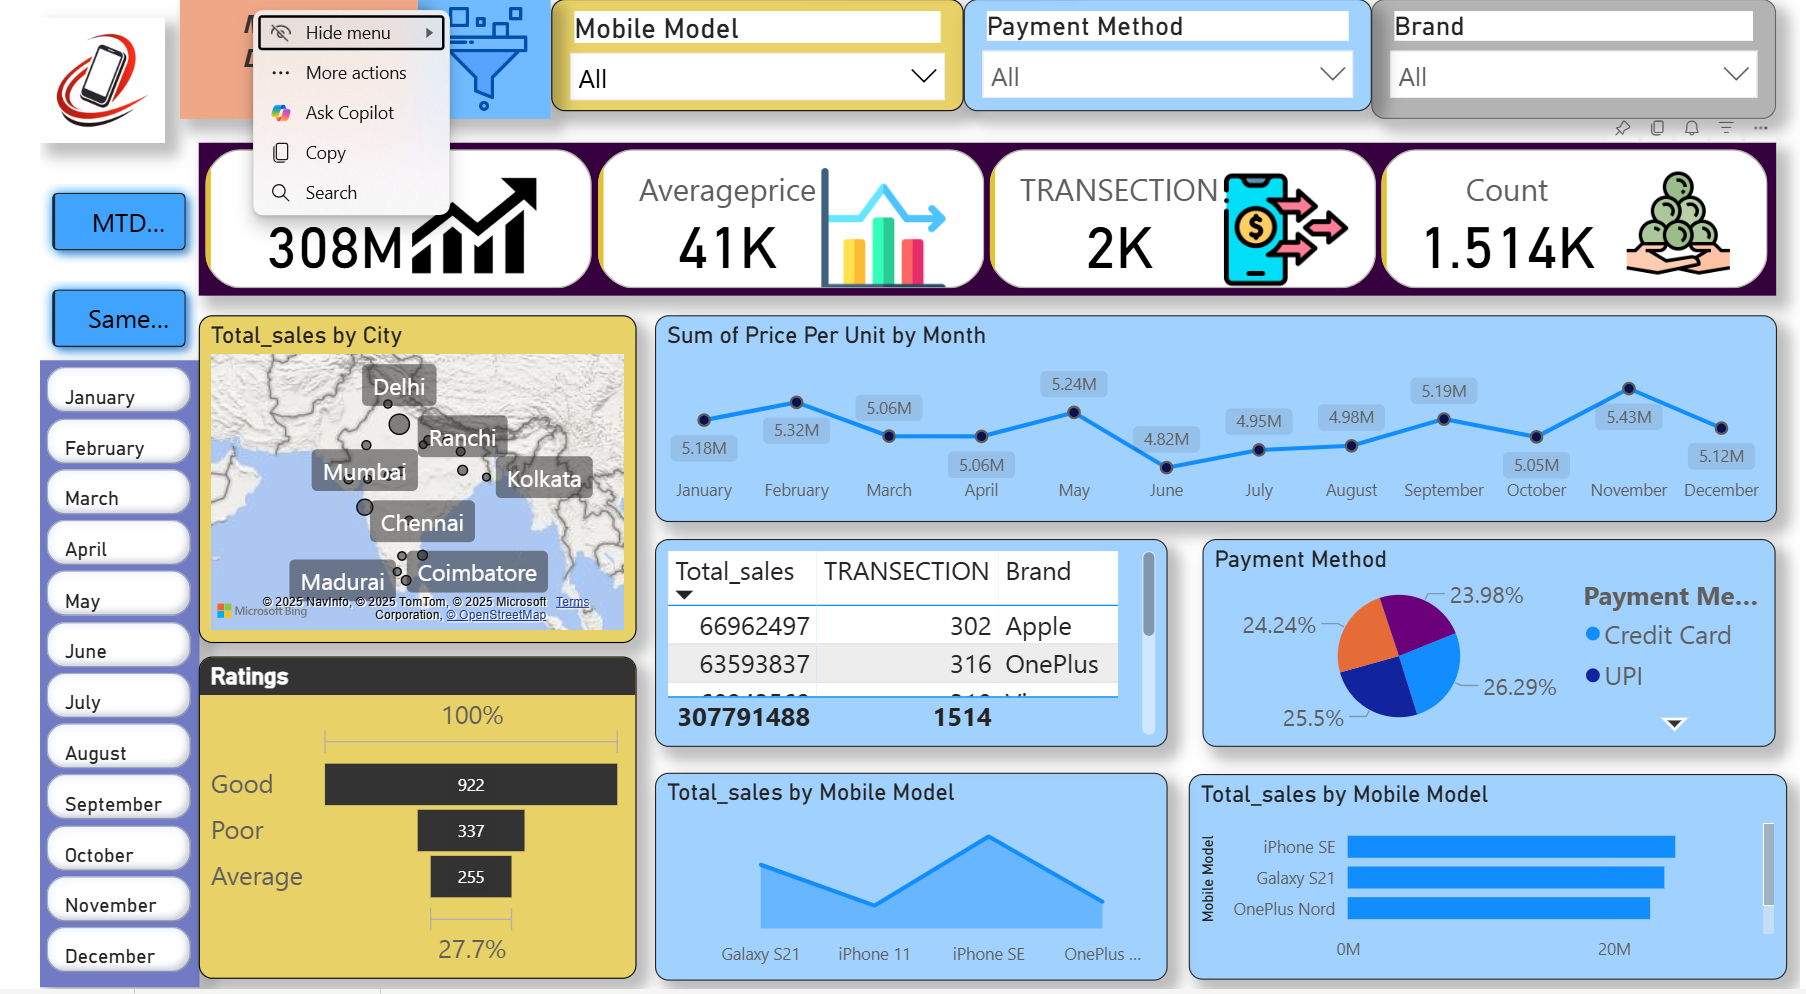 Hide menu
More actions
Ask Copilot
Copy
Search
Mobile Model
All
Payment Method
All
Brand
All
MTD...
Same...
308M
Averageprice
41K
TRANSECTION
2K
Count
1.514K
January
February
March
April
May
June
July
August
September
October
November
December
Total_sales by City
Delhi
Ranchi
Mumbai
Kolkata
Chennai
Madurai
Coimbatore
Microsoft Bing
© 2025 NavInfo, © 2025 TomTom, © 2025 Microsoft Terms
Corporation, © OpenStreetMap
Sum of Price Per Unit by Month
5.18M
5.32M
5.06M
5.06M
5.24M
4.82M
4.95M
4.98M
5.19M
5.05M
5.43M
5.12M
January February March April May June July August September October November December
Ratings
100%
Good 922
Poor 337
Average 255
27.7%
Total_sales TRANSECTION Brand
66962497 302 Apple
63593837 316 OnePlus
307791488 1514
Payment Method
23.98%
24.24%
26.29%
25.5%
Payment Me...
Credit Card
UPI
Total_sales by Mobile Model
Galaxy S21 iPhone 11 iPhone SE OnePlus ...
Total_sales by Mobile Model
Mobile Model
iPhone SE
Galaxy S21
OnePlus Nord
0M 20M